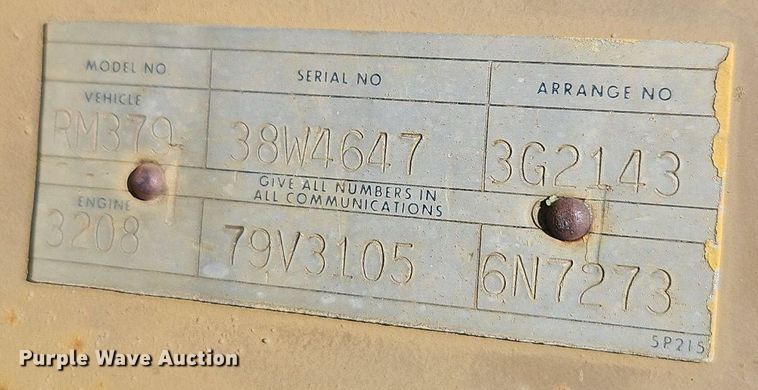 MODEL NO SERIAL NO ARRANGE NO
VEHICLE
RM379 38W4647 3G2143
GIVE ALL NUMBERS IN
ALL COMMUNICATIONS
ENGINE
3208 79V3105 6N7273
5P215
Purple Wave Auction